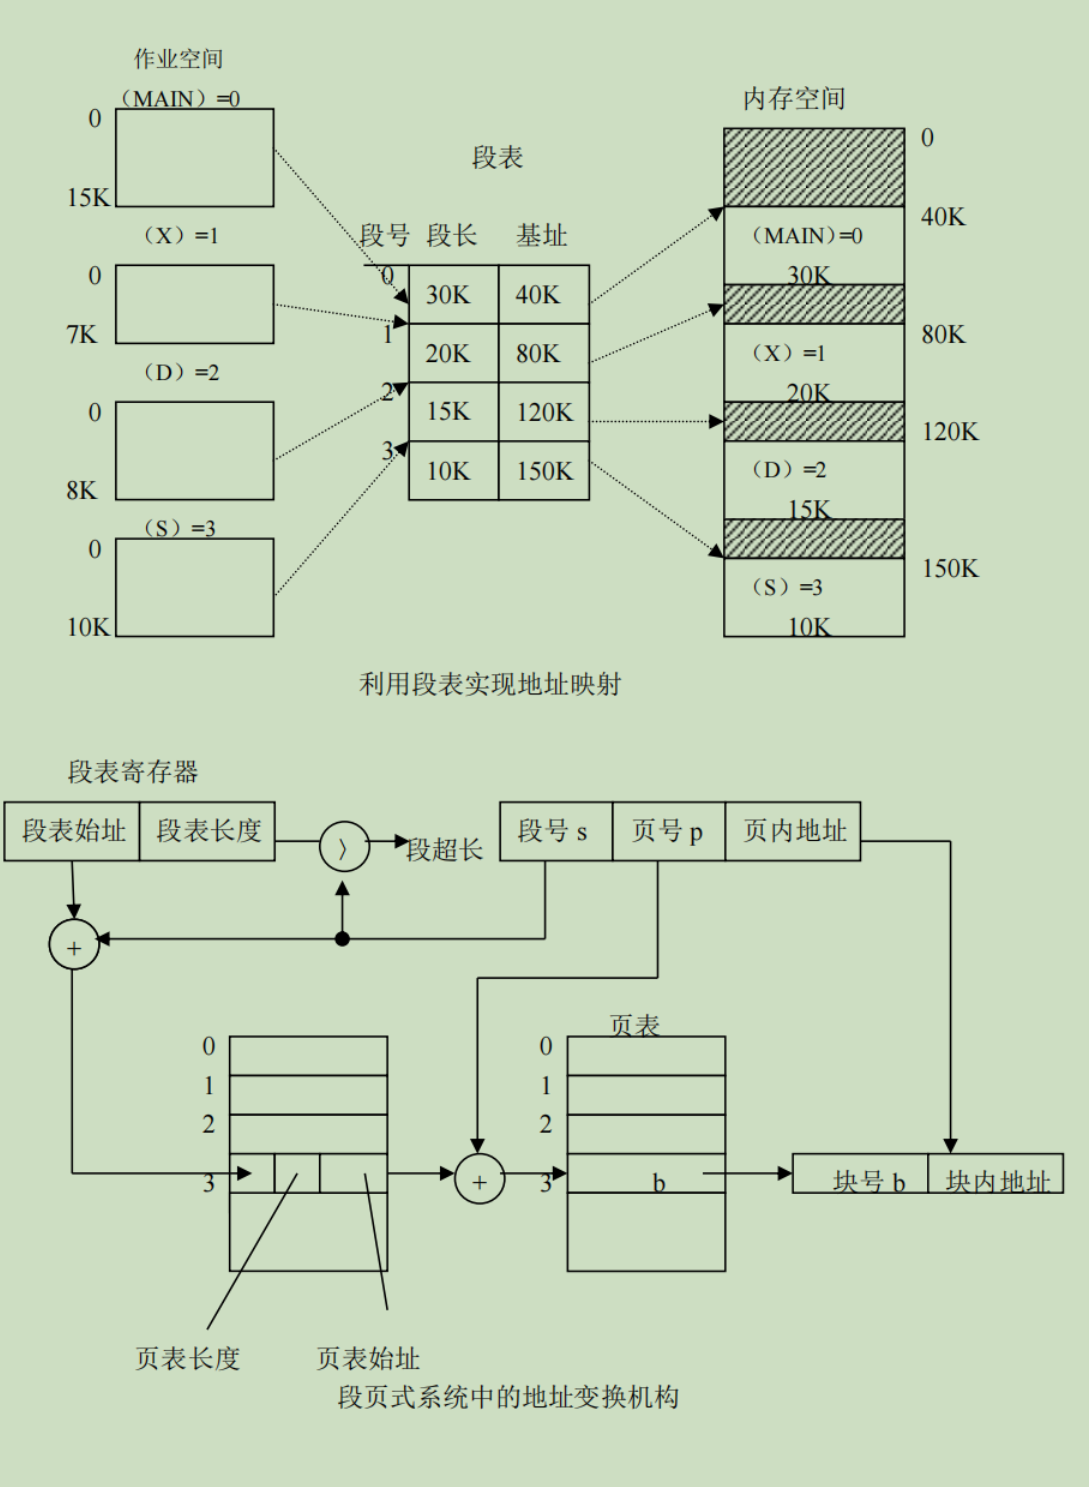 作业空间
（MAIN）=0
0
15K
（X）=1
0
7K
（D）=2
0
8K
（S）=3
0
10K
段表
段号 段长 基址
0 30K 40K
1 20K 80K
2 15K 120K
3 10K 150K
内存空间
0
40K
（MAIN）=0
30K
80K
（X）=1
20K
120K
（D）=2
15K
150K
（S）=3
10K
利用段表实现地址映射
段表寄存器
段表始址 段表长度 〉 段超长 段号 s 页号 p 页内地址
+
0
1
2
3
页表
0
1
2
+ 3 b 块号 b 块内地址
页表长度 页表始址
段页式系统中的地址变换机构